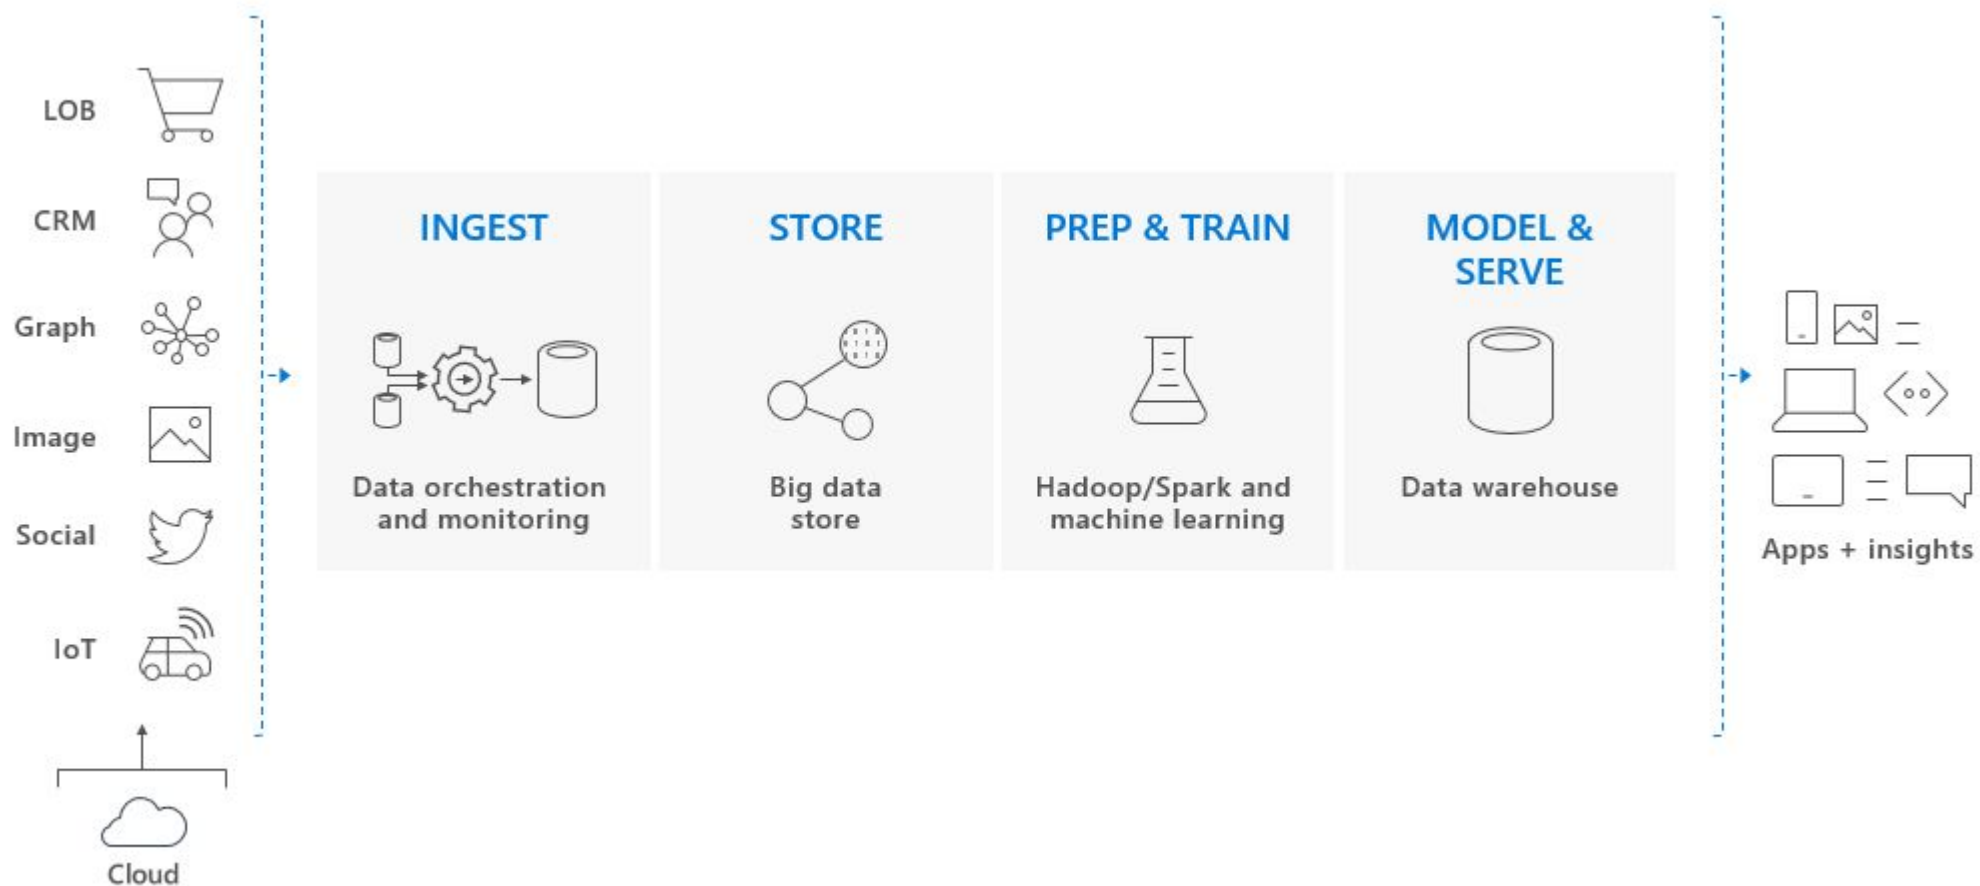 LOB
CRM
Graph
Image
Social
IoT
Cloud
INGEST
Data orchestration
and monitoring
STORE
Big data
store
PREP & TRAIN
Hadoop/Spark and
machine learning
MODEL &
SERVE
Data warehouse
Apps + insights